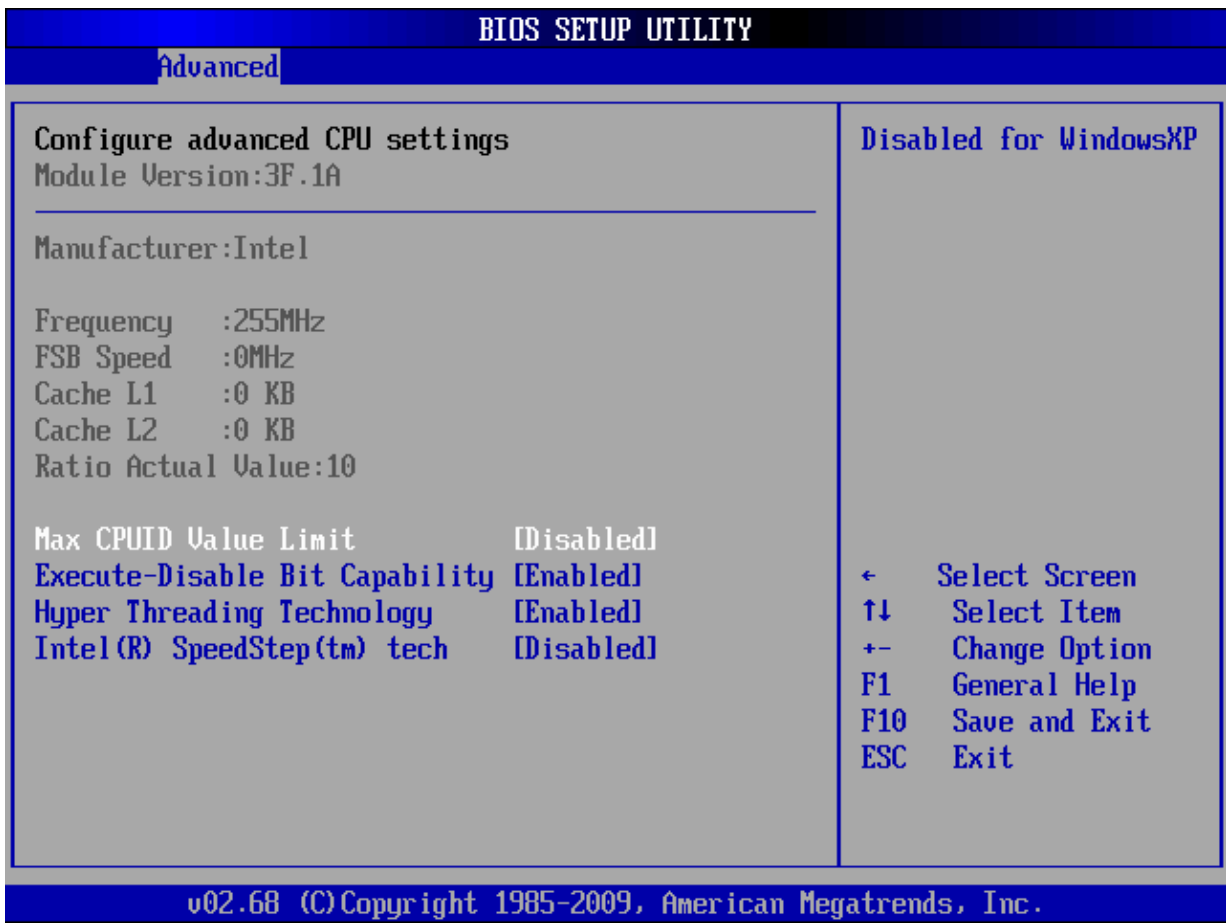 BIOS SETUP UTILITY
Advanced
Configure advanced CPU settings
Module Version:3F.1A
Manufacturer:Intel
Frequency :255MHz
FSB Speed :0MHz
Cache L1 :0 KB
Cache L2 :0 KB
Ratio Actual Value:10
Max CPUID Value Limit [Disabled]
Execute-Disable Bit Capability [Enabled]
Hyper Threading Technology [Enabled]
Intel(R) SpeedStep(tm) tech [Disabled]
Disabled for WindowsXP
← Select Screen
↑↓ Select Item
+- Change Option
F1 General Help
F10 Save and Exit
ESC Exit
v02.68 (C)Copyright 1985-2009, American Megatrends, Inc.